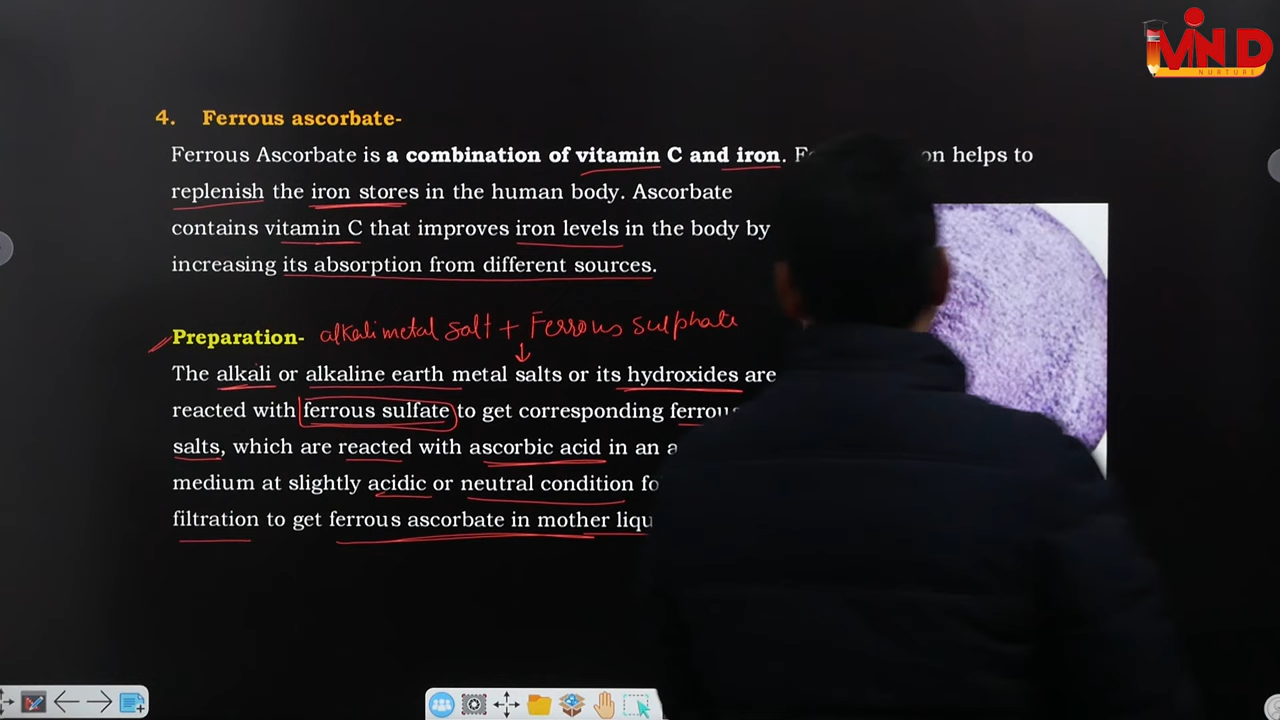 MIND
NURTURE
4. Ferrous ascorbate-
Ferrous Ascorbate is a combination of vitamin C and iron. on helps to
replenish the iron stores in the human body. Ascorbate
contains vitamin C that improves iron levels in the body by
increasing its absorption from different sources.
Preparation- alkali metal salt + Ferrous sulphate
The alkali or alkaline earth metal salts or its hydroxides are
reacted with ferrous sulfate to get corresponding
salts, which are reacted with ascorbic acid in an
medium at slightly acidic or neutral condition
filtration to get ferrous ascorbate in mother